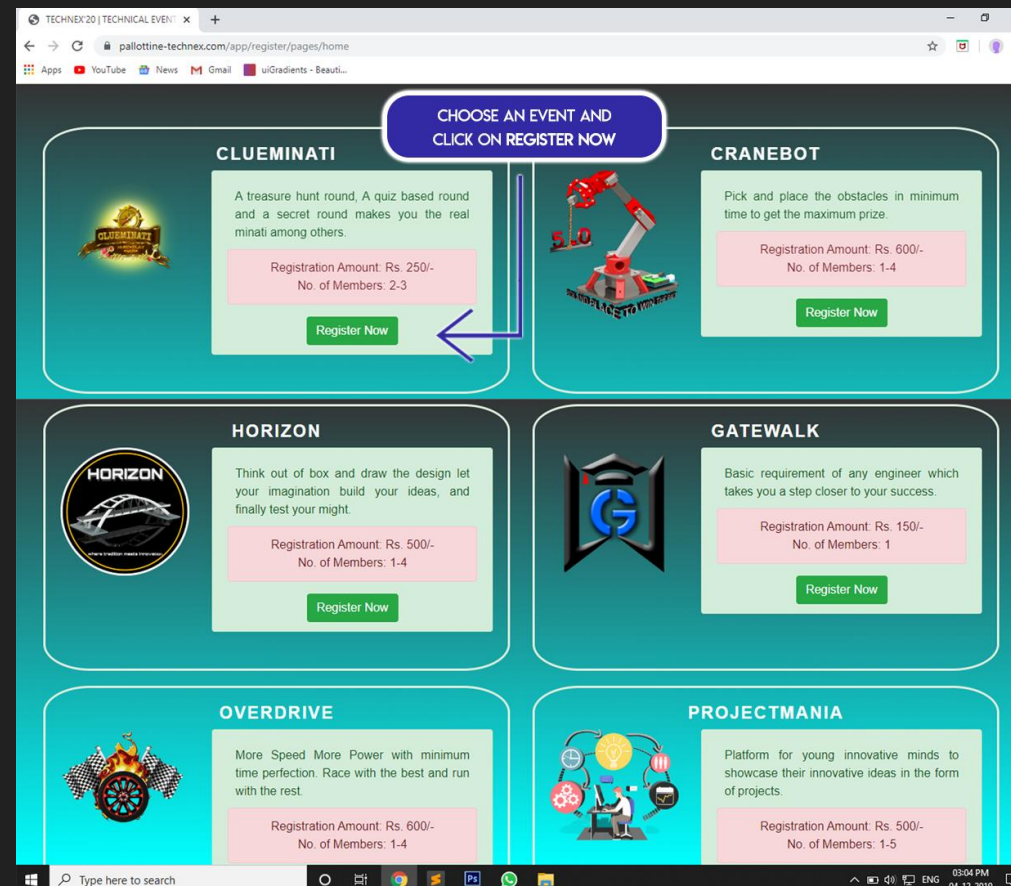 TECHNEX'20 | TECHNICAL EVENT
pallottine-technex.com/app/register/pages/home
Apps YouTube News Gmail uiGradients - Beauti...
CHOOSE AN EVENT AND
CLICK ON REGISTER NOW
CLUEMINATI
CLUEMINATI
A treasure hunt round, A quiz based round
and a secret round makes you the real
minati among others.
Registration Amount: Rs. 250/-
No. of Members: 2-3
Register Now
CRANEBOT
5.0
Pick and place the obstacles in minimum
time to get the maximum prize.
Registration Amount: Rs. 600/-
No. of Members: 1-4
Register Now
HORIZON
HORIZON
Think out of box and draw the design let
your imagination build your ideas, and
finally test your might.
Registration Amount: Rs. 500/-
No. of Members: 1-4
Register Now
GATEWALK
G
Basic requirement of any engineer which
takes you a step closer to your success.
Registration Amount: Rs. 150/-
No. of Members: 1
Register Now
OVERDRIVE
More Speed More Power with minimum
time perfection. Race with the best and run
with the rest.
Registration Amount: Rs. 600/-
No. of Members: 1-4
PROJECTMANIA
Platform for young innovative minds to
showcase their innovative ideas in the form
of projects.
Registration Amount: Rs. 500/-
No. of Members: 1-5
Type here to search
Ps
ENG
03:04 PM
04-12-2019